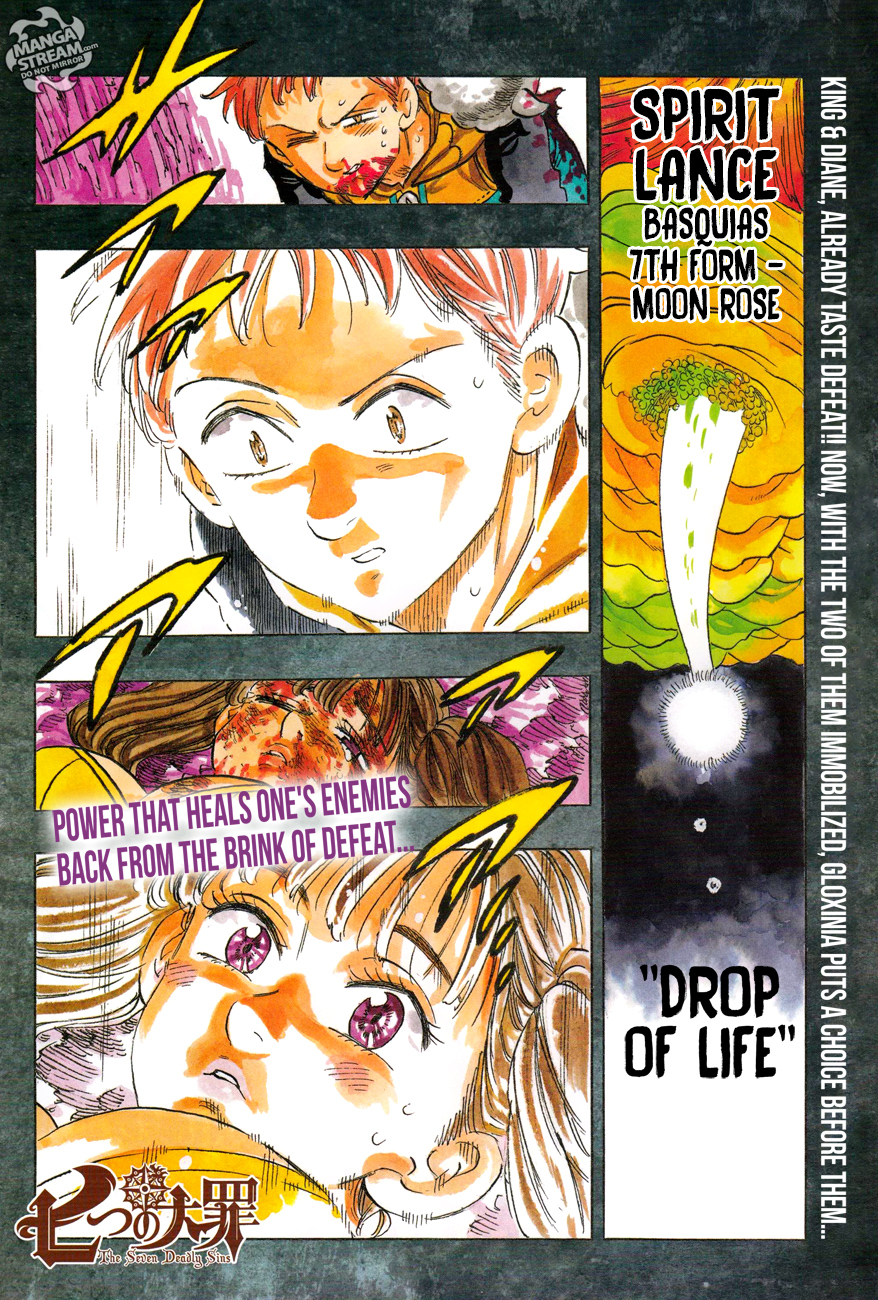 MANGA
STREAM.com
DO NOT MIRROR
SPIRIT
LANCE
BASQUIAS
7TH FORM -
MOON ROSE
KING & DIANE, ALREADY TASTE DEFEAT!! NOW, WITH THE TWO OF THEM IMMOBILIZED, GLOXINIA PUTS A CHOICE BEFORE THEM...
POWER THAT HEALS ONE'S ENEMIES
BACK FROM THE BRINK OF DEFEAT...
"DROP
OF LIFE"
七つの大罪
The Seven Deadly Sins